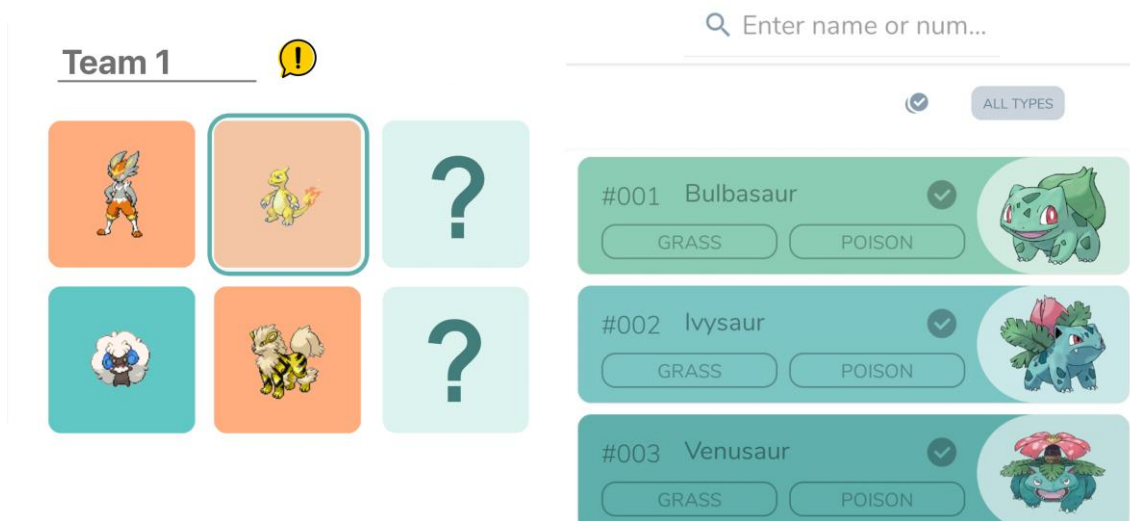 Team 1
?
?
Enter name or num...
ALL TYPES
#001 Bulbasaur
GRASS POISON
#002 Ivysaur
GRASS POISON
#003 Venusaur
GRASS POISON